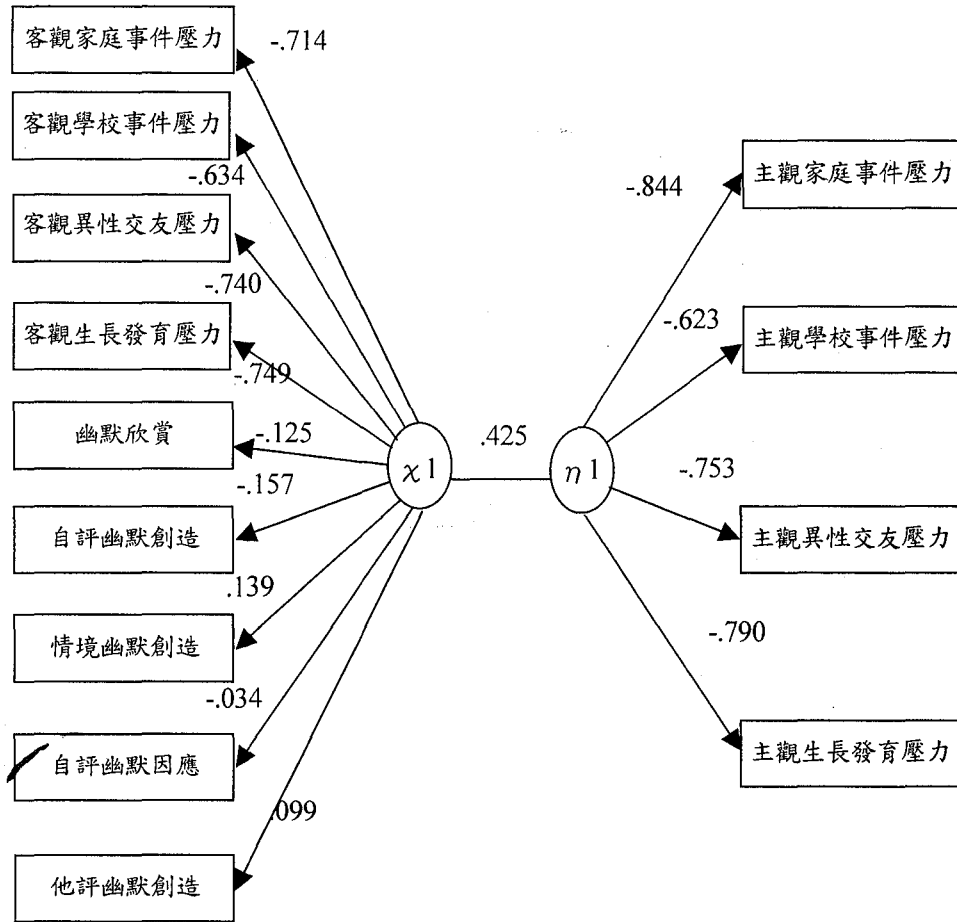 客觀家庭事件壓力
-.714
客觀學校事件壓力
-.634
客觀異性交友壓力
-.740
客觀生長發育壓力
-.749
幽默欣賞
-.125
-.157
自評幽默創造
.139
情境幽默創造
-.034
自評幽默因應
.099
他評幽默創造
χ1
.425
η1
-.844
主觀家庭事件壓力
-.623
主觀學校事件壓力
-.753
主觀異性交友壓力
-.790
主觀生長發育壓力